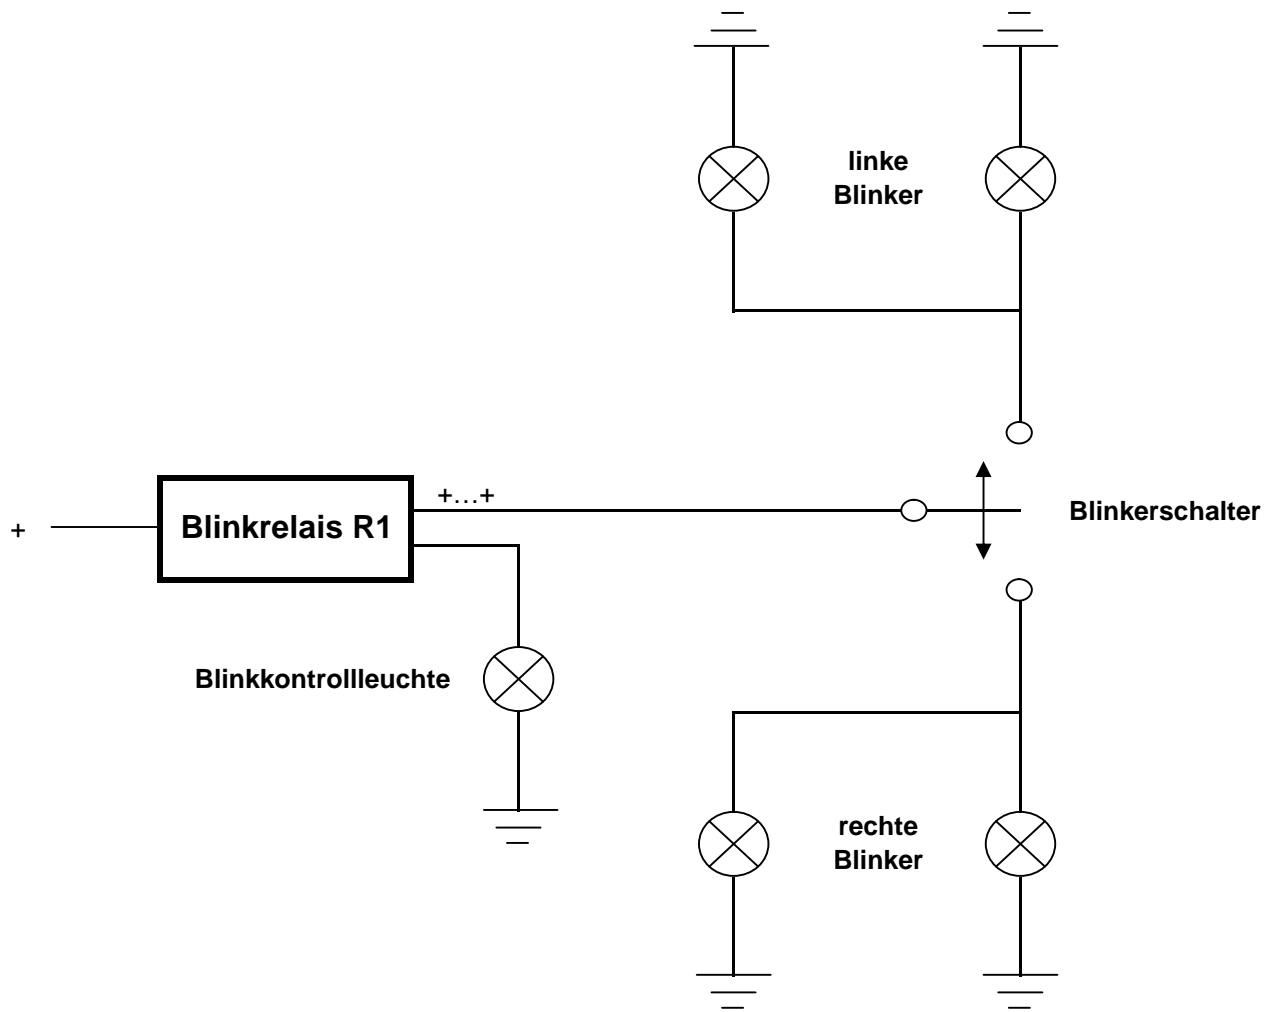 linke
Blinker
+...+
+
Blinkrelais R1
Blinkerschalter
Blinkkontrollleuchte
rechte
Blinker